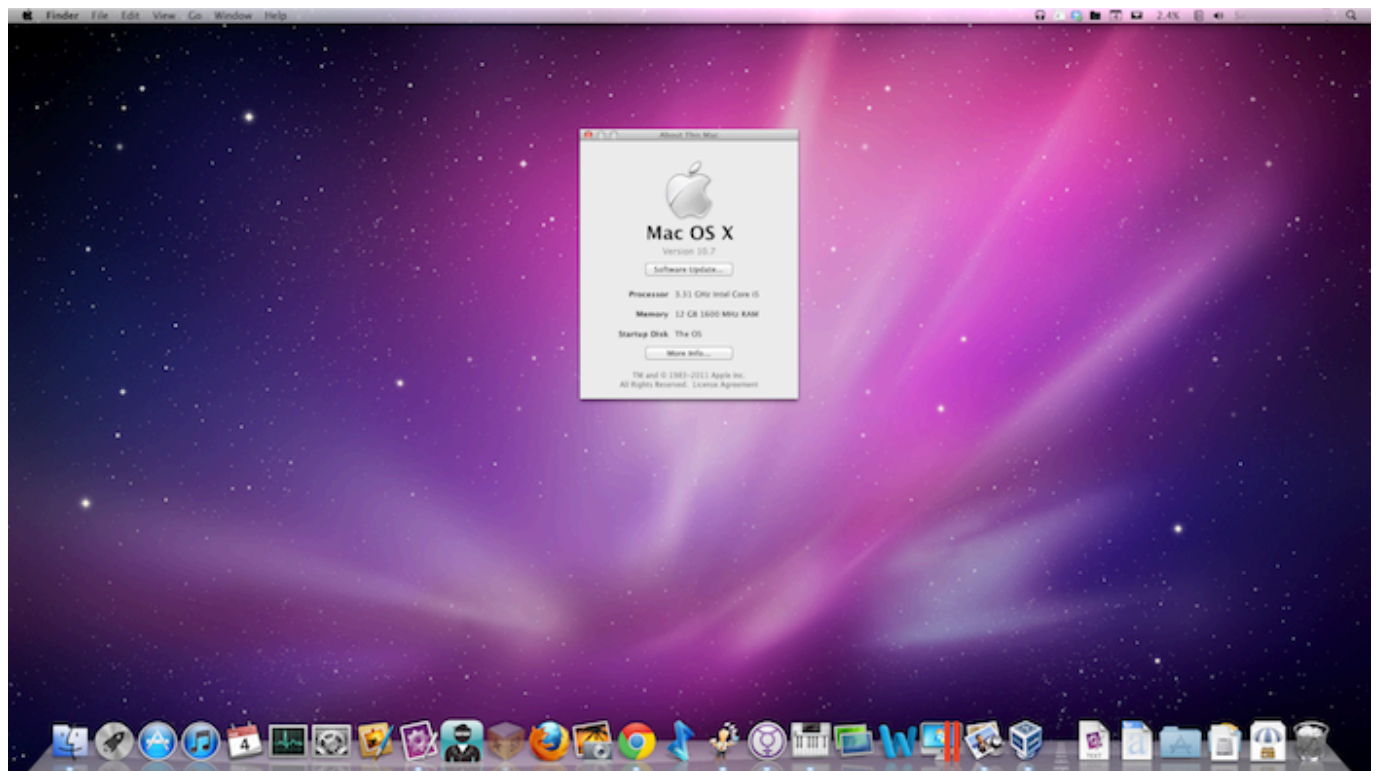 Finder File Edit View Go Window Help
2.4%
About This Mac
Mac OS X
Version 10.7
Software Update...
Processor 3.31 GHz Intel Core i5
Memory 12 GB 1600 MHz RAM
Startup Disk The OS
More Info...
TM and © 1983–2011 Apple Inc.
All Rights Reserved. License Agreement
4
TEXT